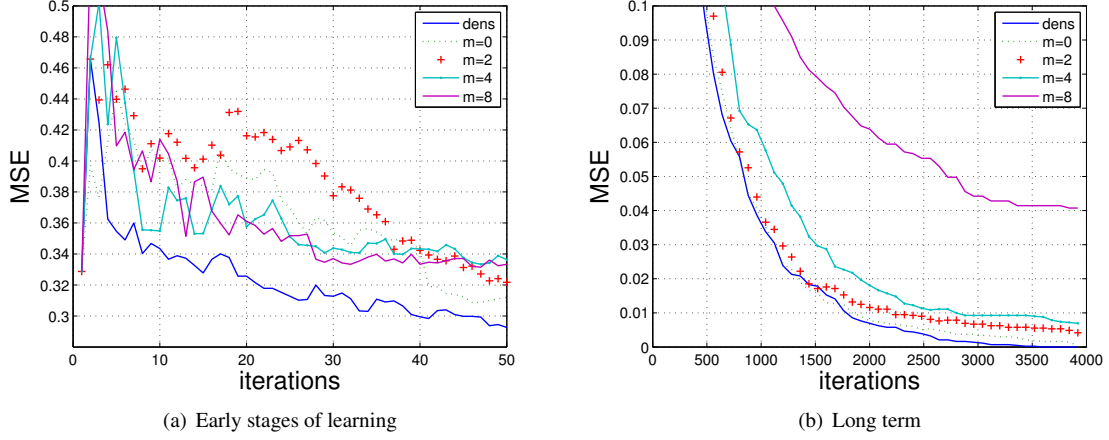 0.5
0.48
0.46
0.44
0.42
0.4
0.38
0.36
0.34
0.32
0.3
MSE
0
10
20
30
40
50
iterations
dens
m=0
m=2
m=4
m=8
(a) Early stages of learning
0.1
0.09
0.08
0.07
0.06
0.05
0.04
0.03
0.02
0.01
0
MSE
0
500
1000
1500
2000
2500
3000
3500
4000
iterations
dens
m=0
m=2
m=4
m=8
(b) Long term